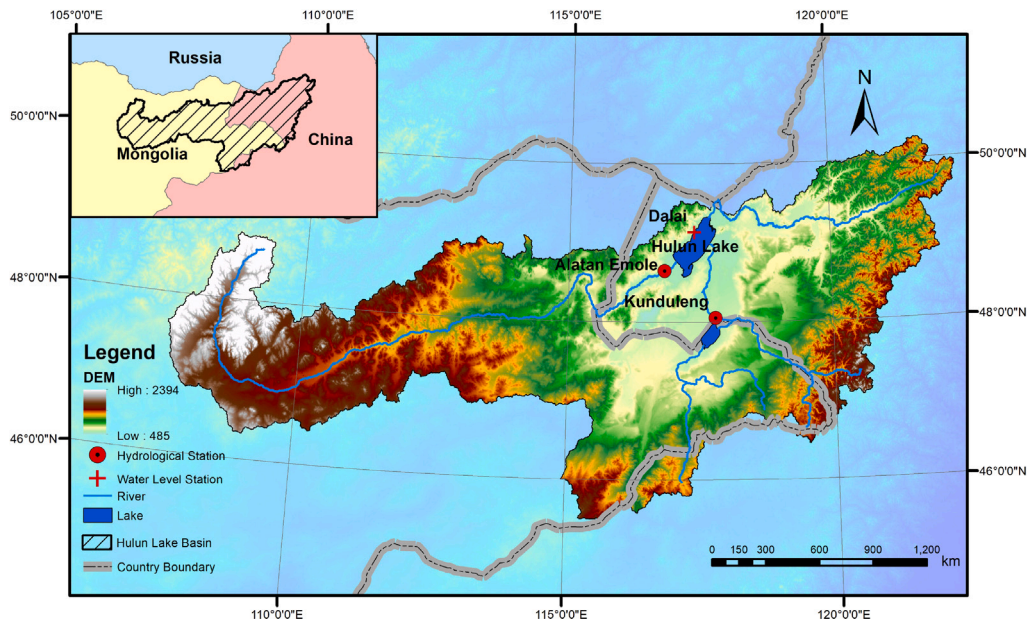 105°0'0"E
110°0'0"E
115°0'0"E
120°0'0"E
Russia
China
Mongolia
N
50°0'0"N
50°0'0"N
Dalai
Hulun Lake
Alatan Emole
48°0'0"N
Kunduleng
48°0'0"N
Legend
DEM
High : 2394
Low : 485
Hydrological Station
Water Level Station
River
Lake
Hulun Lake Basin
Country Boundary
46°0'0"N
46°0'0"N
0 150 300 600 900 1,200
km
110°0'0"E
115°0'0"E
120°0'0"E